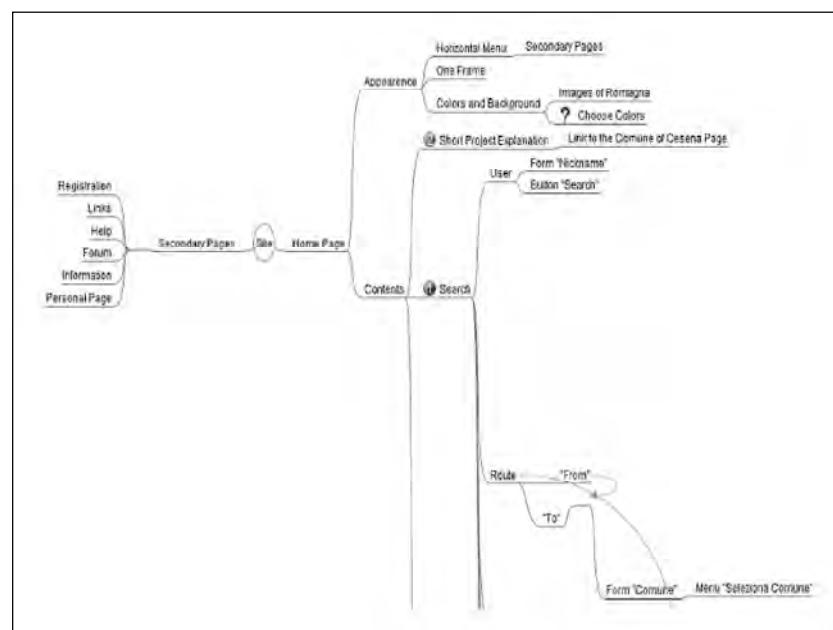 Horizontal Menu
Secondary Pages
One Frame
Appearence
Colors and Background
Images of Romagna
? Choose Colors
Short Project Explanation
Link to the Comune of Cesena Page
User
Form "Nickname"
Button "Search"
Registration
Links
Help
Forum
Information
Personal Page
Secondary Pages
Site
Home Page
Contents
Search
Route
"From"
"To"
Form "Comune"
Menu "Seleziona Comune"